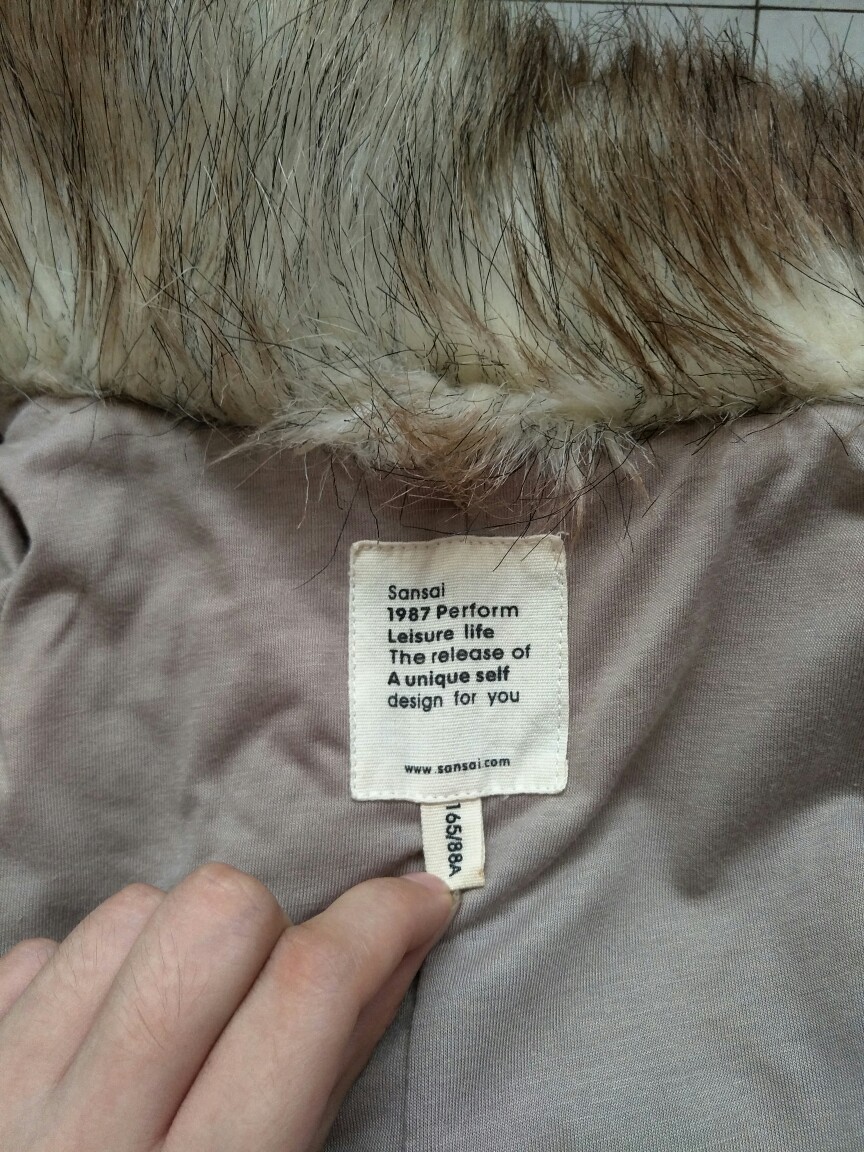 Sansai
1987 Perform
Leisure life
The release of
A unique self
design for you
www.sansai.com
165/88A